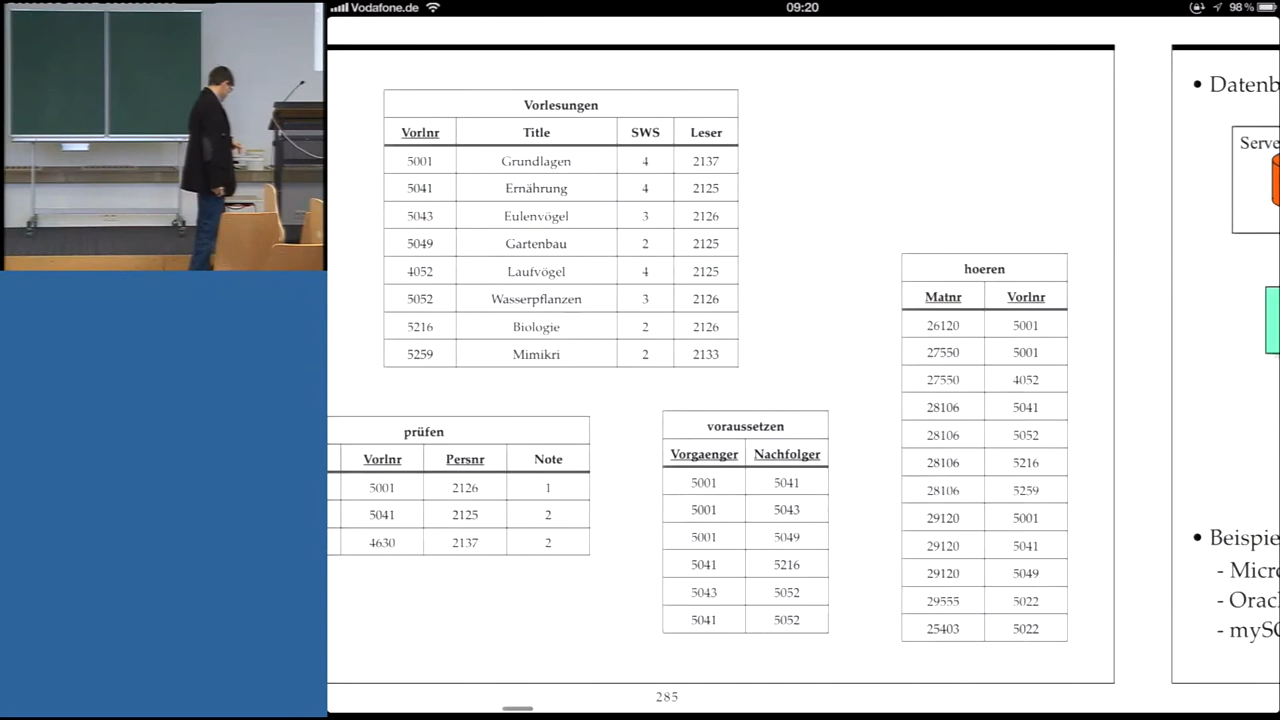 Vodafone.de 09:20 98 %
Vorlesungen
Vorlnr Title SWS Leser
5001 Grundlagen 4 2137
5041 Ernährung 4 2125
5043 Eulenvögel 3 2126
5049 Gartenbau 2 2125
4052 Laufvögel 4 2125
5052 Wasserpflanzen 3 2126
5216 Biologie 2 2126
5259 Mimikri 2 2133
prüfen
Vorlnr Persnr Note
5001 2126 1
5041 2125 2
4630 2137 2
voraussetzen
Vorgaenger Nachfolger
5001 5041
5001 5043
5001 5049
5041 5216
5043 5052
5041 5052
hoeren
Matnr Vorlnr
26120 5001
27550 5001
27550 4052
28106 5041
28106 5052
28106 5216
28106 5259
29120 5001
29120 5041
29120 5049
29555 5022
25403 5022
285
• Datenb
Serve
• Beispie
- Micro
- Orac
- mySQ